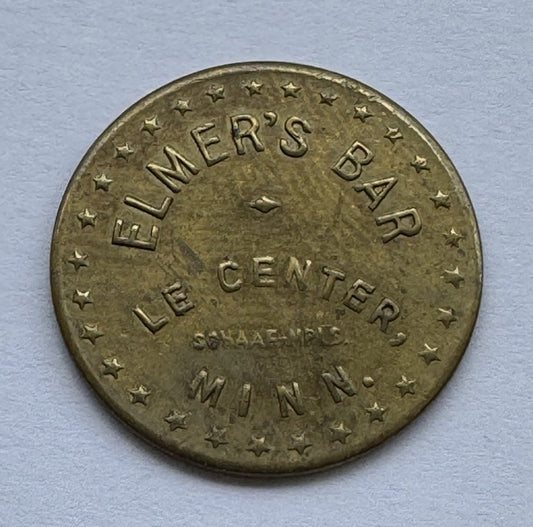 ELMER'S BAR
LE CENTER,
SCHAAF-MPLS.
MINN.